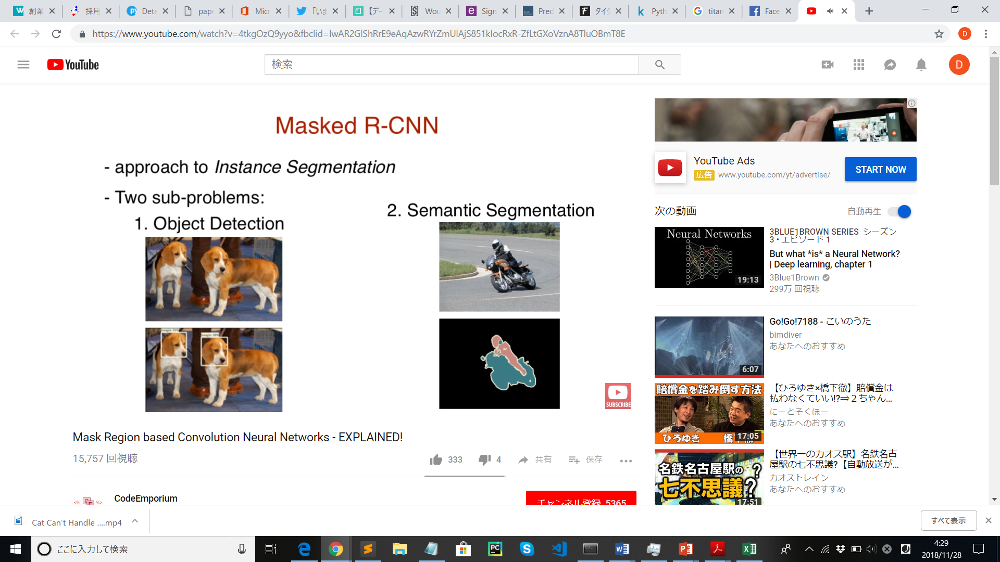 創業
採用
Dete
pape
Micr
「いま
【デー
Wou
Sign
Pred
タイタ
Pyth
titan
Face
https://www.youtube.com/watch?v=4tkgOzQ9yyo&fbclid=IwAR2GlShRrE9eAqAzwRYrZmUlAjS851kIocRxR-ZfLtGXoVznA8TluOBmT8E
D
YouTube
検索
D
Masked R-CNN
- approach to Instance Segmentation
- Two sub-problems:
1. Object Detection
2. Semantic Segmentation
SUBSCRIBE
Mask Region based Convolution Neural Networks - EXPLAINED!
15,757 回視聴
333
4
共有
保存
CodeEmporium
チャンネル登録 5365
YouTube Ads
広告 www.youtube.com/yt/advertise/
START NOW
次の動画
自動再生
Neural Networks
19:13
3BLUE1BROWN SERIES シーズン
3・エピソード 1
But what *is* a Neural Network?
| Deep learning, chapter 1
3Blue1Brown
299万 回視聴
6:07
Go!Go!7188 - こいのうた
bimdiver
あなたへのおすすめ
賠償金を踏み倒す方法
ひろゆき
17:05
【ひろゆき×橋下徹】賠償金は
払わなくていい!?⇒２ちゃん...
にーとそくほー
あなたへのおすすめ
名鉄名古屋駅の
七不思議?
17:51
【世界一のカオス駅】名鉄名古
屋駅の七不思議?【自動放送が...
カオストレイン
あなたへのおすすめ
Cat Can't Handle ....mp4
すべて表示
ここに入力して検索
4:29
2018/11/28